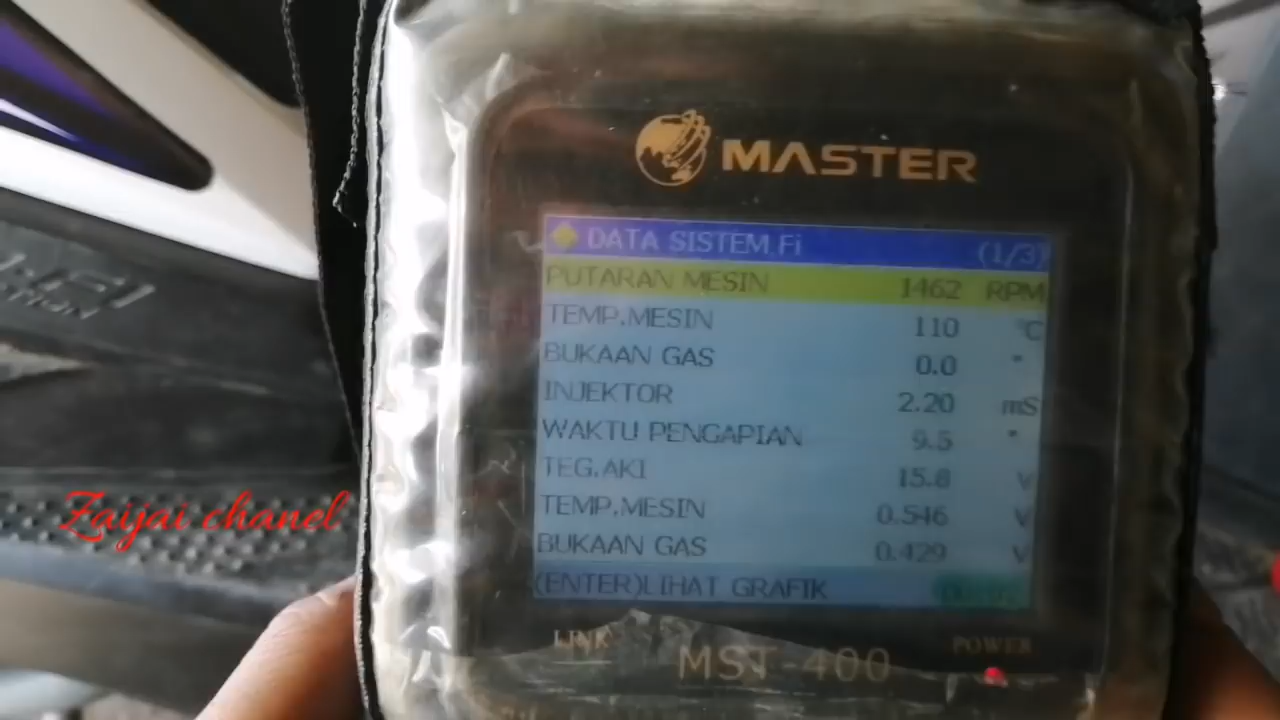 MASTER
DATA SISTEM.Fi (1/3)
PUTARAN MESIN 1462 RPM
TEMP.MESIN 110 °C
BUKAAN GAS 0.0 °
INJEKTOR 2.20 mS
WAKTU PENGAPIAN 9.5 °
TEG.AKI 15.8 V
TEMP.MESIN 0.546 V
BUKAAN GAS 0.429 V
(ENTER)LIHAT GRAFIK
LINK POWER
MST-400
Zaijai chanel